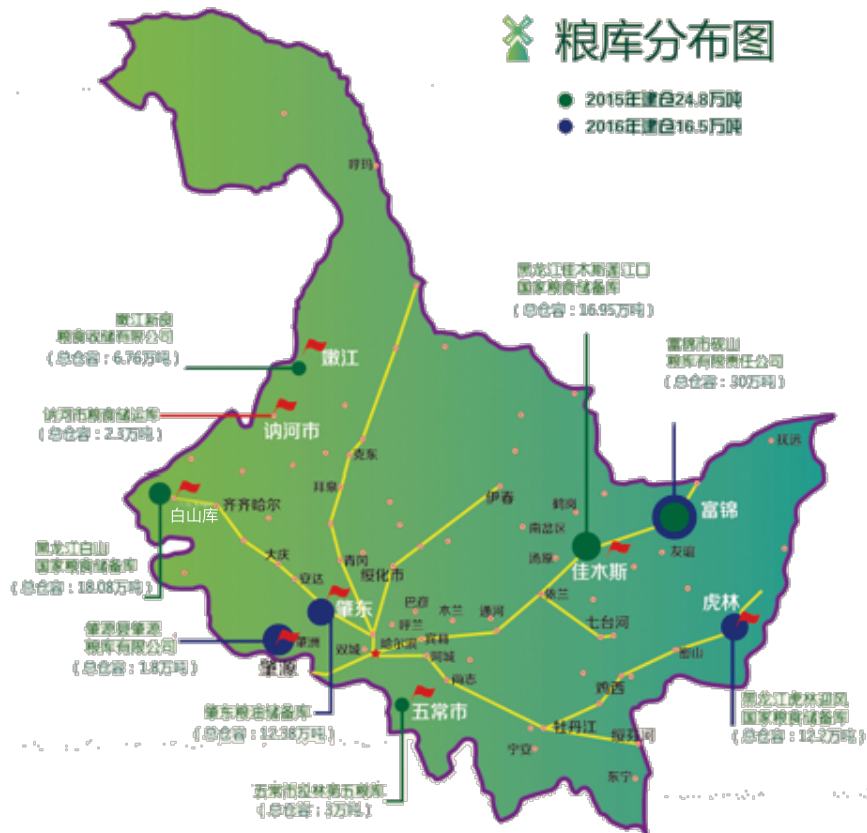 粮库分布图
2015年建仓24.8万吨
2016年建仓16.5万吨
呼玛
黑龙江佳木斯莲江口
国家粮食储备库
(总仓容：16.95万吨)
富锦市砚山
粮库有限责任公司
(总仓容：30万吨)
嫩江新良
粮食收储有限公司
(总仓容：6.76万吨)
嫩江
讷河市粮食储运库
(总仓容：2.3万吨)
讷河市
抚远
克东
拜泉
伊春
鹤岗
富锦
齐齐哈尔
白山库
南岔区
友谊
大庆
青冈
汤原
佳木斯
黑龙江白山
国家粮食储备库
(总仓容：18.08万吨)
安达
绥化市
依兰
虎林
肇东
巴彦
木兰
通河
七台河
呼兰
肇源县肇源
粮库有限公司
(总仓容：1.8万吨)
肇洲
双城
哈尔滨
宾县
阿城
密山
肇源
尚志
鸡西
肇东粮油储备库
(总仓容：12.38万吨)
五常市
黑龙江虎林迎风
国家粮食储备库
(总仓容：12.2万吨)
牡丹江
绥芬河
宁安
东宁
五常市拉林第五粮库
(总仓容：3万吨)